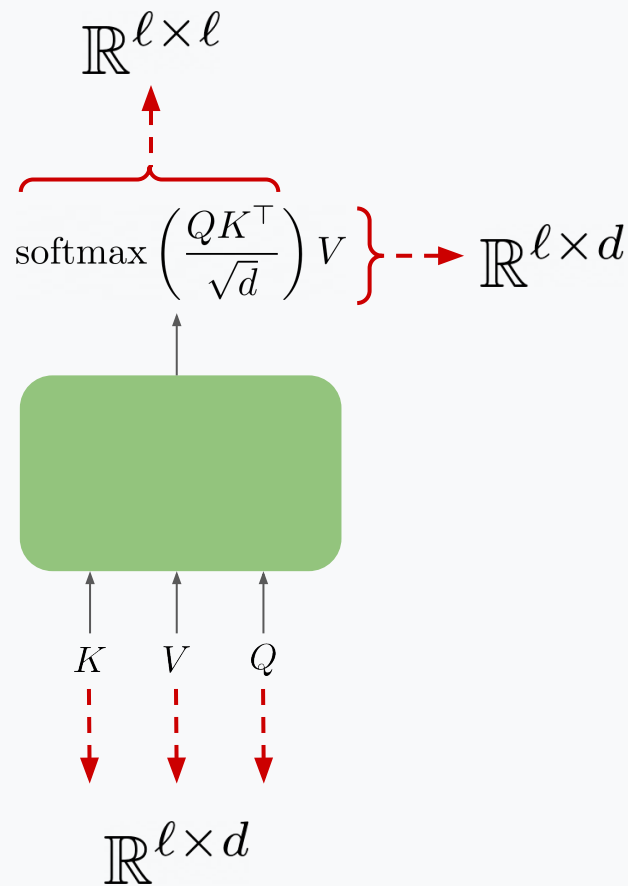 ℝ^{ℓ×ℓ}
softmax(QK^⊤/√d)V
ℝ^{ℓ×d}
K V Q
ℝ^{ℓ×d}